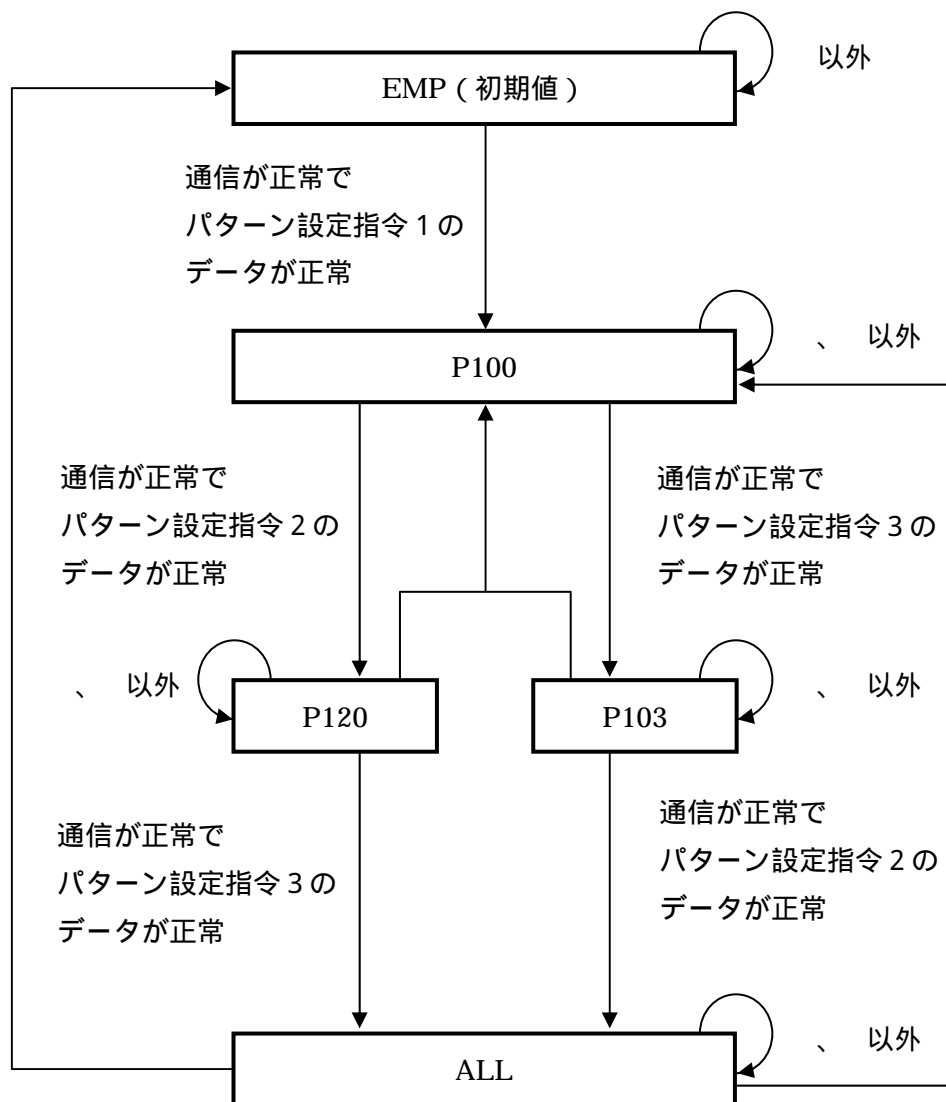 以外
EMP ( 初期値 )
通信が正常で
パターン設定指令 1 の
データが正常
、 以外
P100
通信が正常で
パターン設定指令 2 の
データが正常
通信が正常で
パターン設定指令 3 の
データが正常
、 以外
P120
P103
、 以外
通信が正常で
パターン設定指令 3 の
データが正常
通信が正常で
パターン設定指令 2 の
データが正常
、 以外
ALL